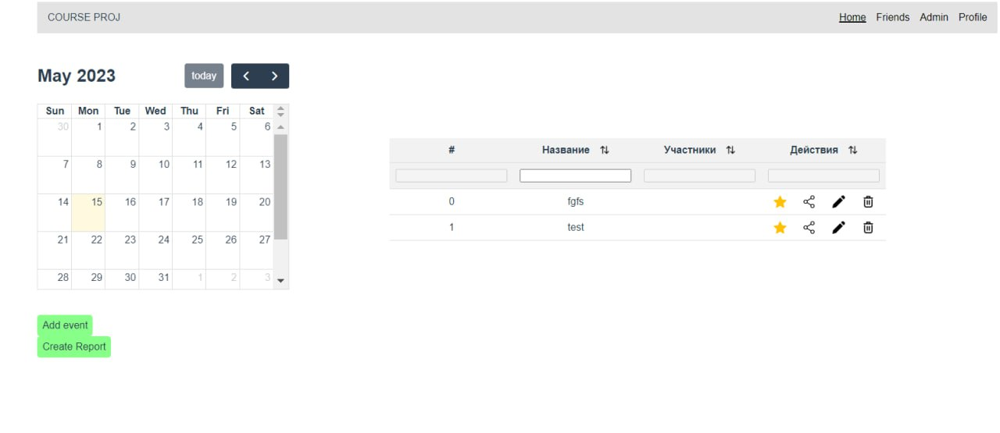 COURSE PROJ
Home Friends Admin Profile
May 2023
today
Sun Mon Tue Wed Thu Fri Sat
30 1 2 3 4 5 6
7 8 9 10 11 12 13
14 15 16 17 18 19 20
21 22 23 24 25 26 27
28 29 30 31 1 2 3
Add event
Create Report
# Название Участники Действия
0 fgfs
1 test